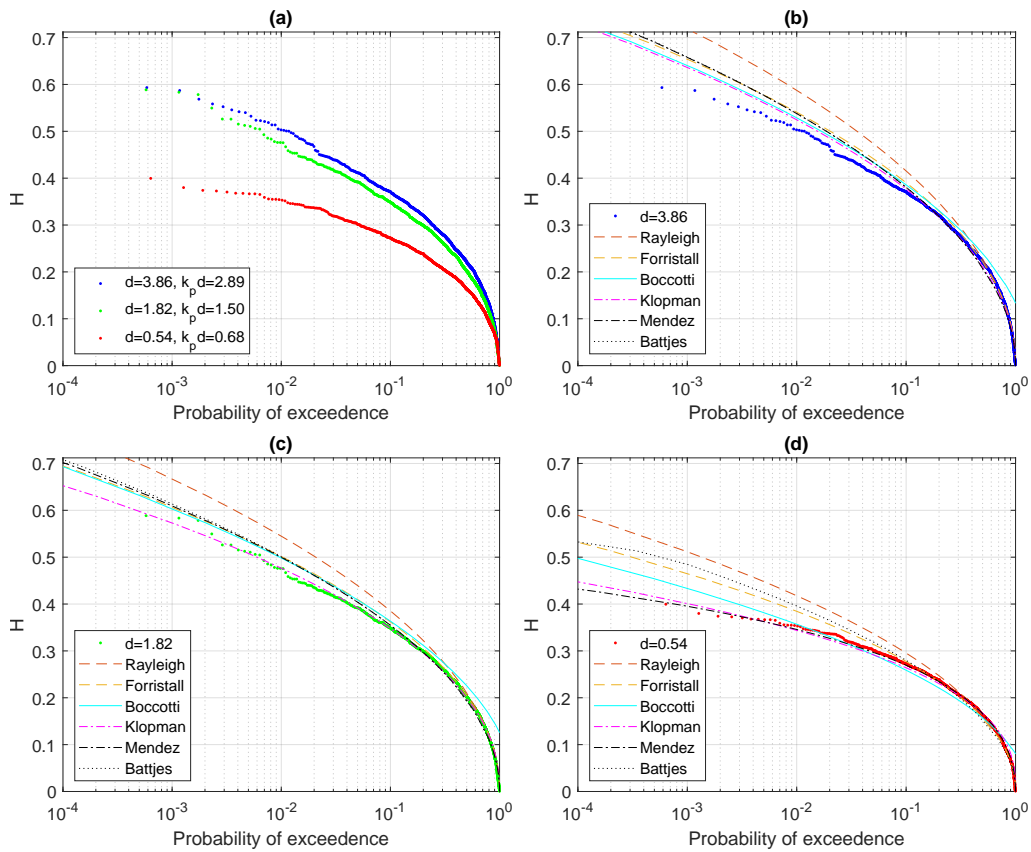 (a)
0.7
0.6
0.5
0.4
0.3
0.2
0.1
0
H
d=3.86, k_p d=2.89
d=1.82, k_p d=1.50
d=0.54, k_p d=0.68
10^-4 10^-3 10^-2 10^-1 10^0
Probability of exceedence
(b)
0.7
0.6
0.5
0.4
0.3
0.2
0.1
0
H
d=3.86
Rayleigh
Forristall
Boccotti
Klopman
Mendez
Battjes
10^-4 10^-3 10^-2 10^-1 10^0
Probability of exceedence
(c)
0.7
0.6
0.5
0.4
0.3
0.2
0.1
0
H
d=1.82
Rayleigh
Forristall
Boccotti
Klopman
Mendez
Battjes
10^-4 10^-3 10^-2 10^-1 10^0
Probability of exceedence
(d)
0.7
0.6
0.5
0.4
0.3
0.2
0.1
0
H
d=0.54
Rayleigh
Forristall
Boccotti
Klopman
Mendez
Battjes
10^-4 10^-3 10^-2 10^-1 10^0
Probability of exceedence